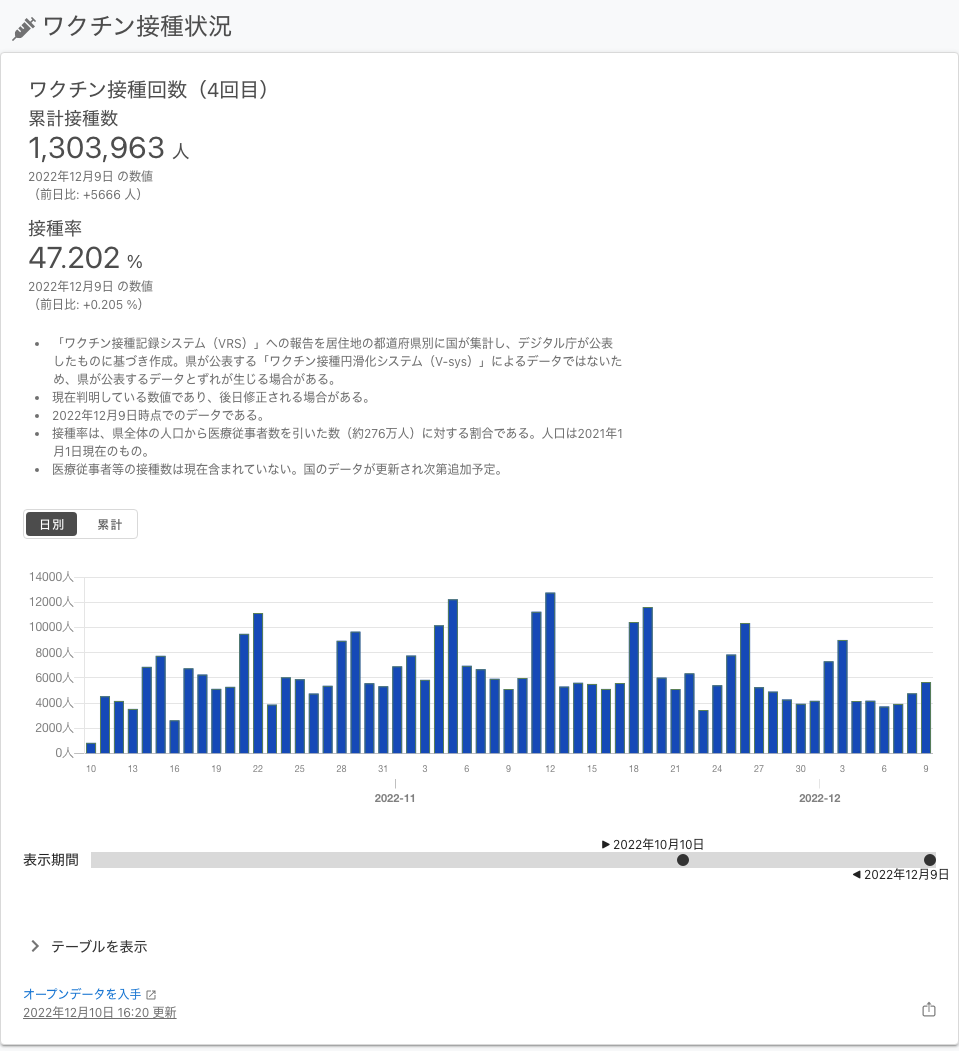 ワクチン接種状況
ワクチン接種回数（4回目）
累計接種数
1,303,963 人
2022年12月9日 の数値
（前日比: +5666 人）
接種率
47.202 %
2022年12月9日 の数値
（前日比: +0.205 %）
• 「ワクチン接種記録システム（VRS）」への報告を居住地の都道府県別に国が集計し、デジタル庁が公表
したものに基づき作成。県が公表する「ワクチン接種円滑化システム（V-sys）」によるデータではないた
め、県が公表するデータとずれが生じる場合がある。
• 現在判明している数値であり、後日修正される場合がある。
• 2022年12月9日時点でのデータである。
• 接種率は、県全体の人口から医療従事者数を引いた数（約276万人）に対する割合である。人口は2021年1
月1日現在のもの。
• 医療従事者等の接種数は現在含まれていない。国のデータが更新され次第追加予定。
日別 累計
14000人
12000人
10000人
8000人
6000人
4000人
2000人
0人
10 13 16 19 22 25 28 31 3 6 9 12 15 18 21 24 27 30 3 6 9
2022-11 2022-12
▶ 2022年10月10日
表示期間
◀ 2022年12月9日
テーブルを表示
オープンデータを入手
2022年12月10日 16:20 更新